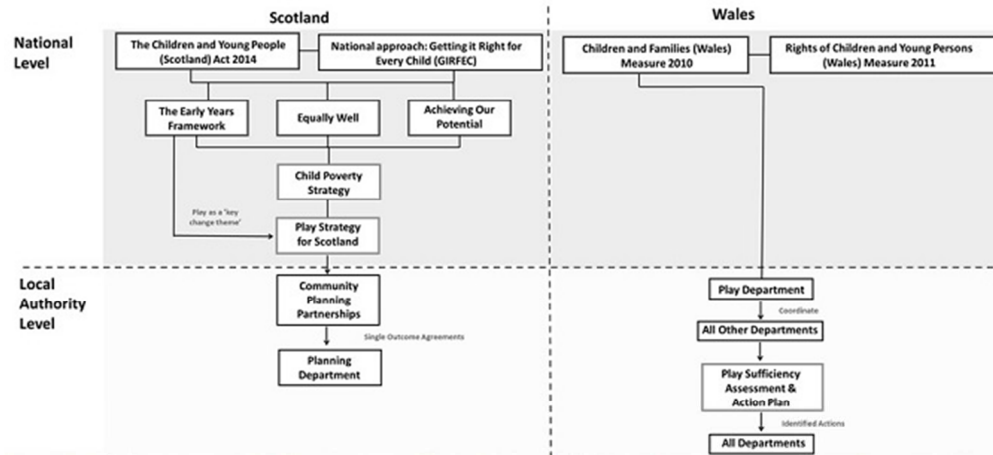 Scotland
Wales
National
Level
The Children and Young People
(Scotland) Act 2014
National approach: Getting it Right for
Every Child (GIRFEC)
Children and Families (Wales)
Measure 2010
Rights of Children and Young Persons
(Wales) Measure 2011
The Early Years
Framework
Equally Well
Achieving Our
Potential
Child Poverty
Strategy
Play as a 'key
change theme'
Play Strategy
for Scotland
Local
Authority
Level
Community
Planning
Partnerships
Single Outcome Agreements
Planning
Department
Play Department
Coordinate
All Other Departments
Play Sufficiency
Assessment &
Action Plan
Identified Actions
All Departments